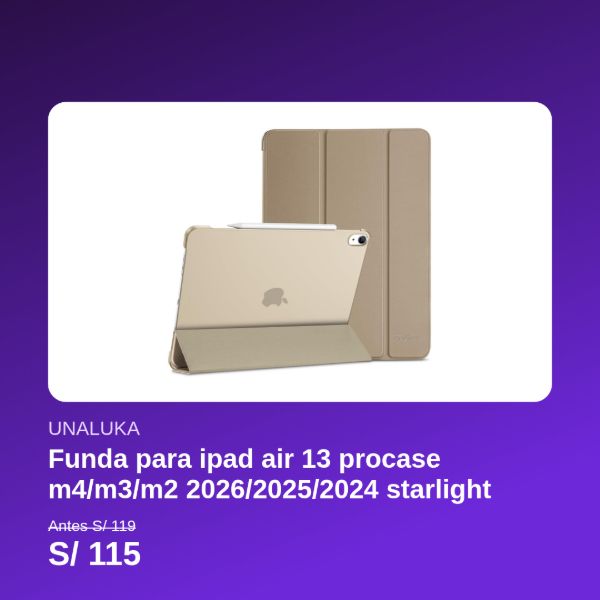 UNALUKA
Funda para ipad air 13 procase
m4/m3/m2 2026/2025/2024 starlight
Antes S/ 119
S/ 115